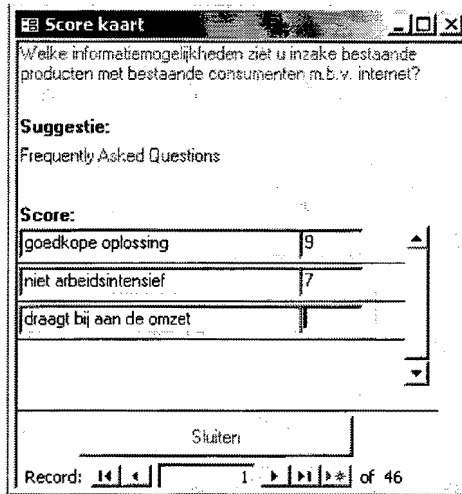 Score kaart
Welke informatiemogelijkheden ziet u inzake bestaande
producten met bestaande consumenten m.b.v. internet?
Suggestie:
Frequently Asked Questions
Score:
goedkope oplossing 9
niet arbeidsintensief 7
draagt bij aan de omzet
Sluiten
Record: 1 of 46